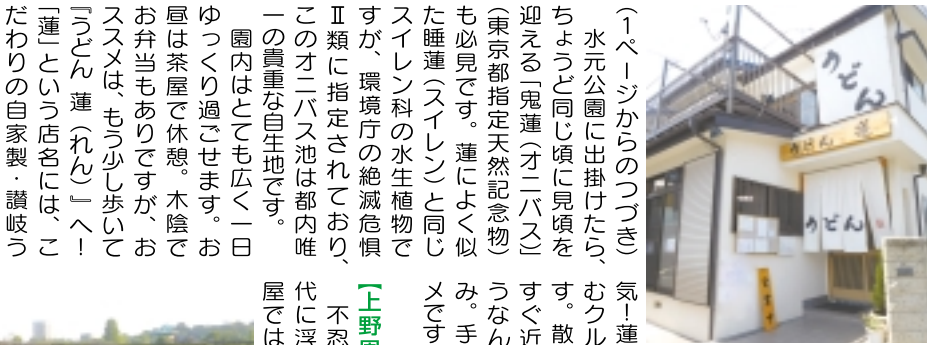 （1ページからのつづき）
水元公園に出掛けたら、
ちょうど同じ頃に見頃を
迎える「鬼蓮（オニバス）」
（東京都指定天然記念物）
も必見です。蓮によく似
た睡蓮（スイレン）と同じ
スイレン科の水生植物で
すが、環境庁の絶滅危惧
Ⅱ類に指定されており、
このオニバス池は都内唯
一の貴重な自生地です。
園内はとても広く一日
ゆっくり過ごせます。お
昼は茶屋で休憩。木陰で
お弁当もありですが、お
ススメは、もう少し歩いて
『うどん 蓮（れん）』へ！
「蓮」という店名には、こ
だわりの自家製・讃岐う
気！蓮
むクル
す。散
すぐ近
うなん
み。手
メです
【上野恩
不忍
代に浮
屋では
うどん
うどん 蓮
うどん
営業中